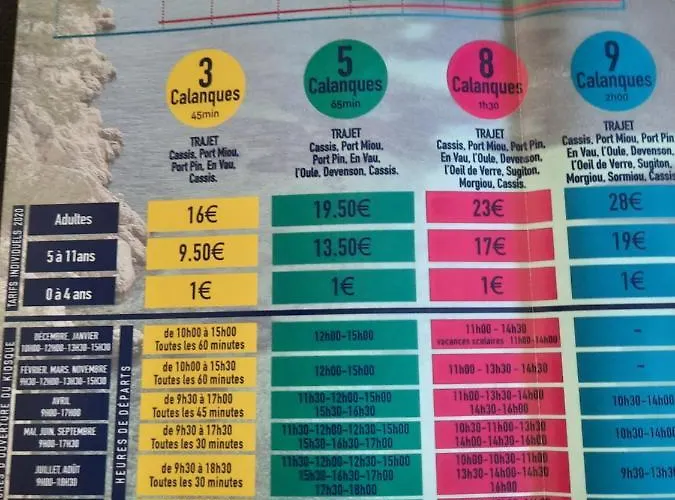 3
Calanques
45min
5
Calanques
65min
8
Calanques
1h30
9
Calanques
2h00
TRAJET
Cassis, Port Miou,
Port Pin, En Vau,
Cassis.
TRAJET
Cassis, Port Miou,
Port Pin, En Vau,
l'Oule, Devenson, Cassis.
TRAJET
Cassis, Port Miou, Port Pin,
En Vau, l'Oule, Devenson,
l'Oeil de Verre, Sugiton,
Morgiou, Cassis.
TRAJET
Cassis, Port Miou, Port Pin
En Vau, l'Oule, Devenson,
l'Oeil de Verre, Sugiton,
Morgiou, Sormiou, Cassis
TARIFS INDIVIDUELS 2020
Adultes 16€ 19.50€ 23€ 28€
5 à 11ans 9.50€ 13.50€ 17€ 19€
0 à 4 ans 1€ 1€ 1€ 1€
D'OUVERTURE DU KIOSQUE
HEURES DE DÉPARTS
DÉCEMBRE, JANVIER
10H00-12H00-13H30-15H30
de 10h00 à 15h00
Toutes les 60 minutes
12h00-15h00
11h00 - 14h30
vacances scolaires 11h00-14h00
-
FÉVRIER, MARS, NOVEMBRE
9H30-12H00-13H30-15H30
de 10h00 à 15h30
Toutes les 60 minutes
12h00-15h00
11h00 - 13h30 - 14h30
-
AVRIL
9H00-17H00
de 9h30 à 17h00
Toutes les 45 minutes
11h30-12h00-15h00
15h30-16h30
11h00-13h30-14h00
14h30-16h00
10h30-14h0
MAI, JUIN, SEPTEMBRE
9H00-17H30
de 9h30 à 17h30
Toutes les 30 minutes
11h30-12h00-12h30-15h00
15h30-16h30-17h00
10h30-11h00-13h30
14h00-14h30-16h00
10h30-14h0
JUILLET, AOÛT
9H00-18H30
de 9h30 à 18h30
Toutes les 30 minutes
11h30-12h00-12h30-15h00
15h30-16h30-17h00
17h30-18h00
10h00-10h30-11h00
13h30-14h00-14h30
16h00
9h30-13h3